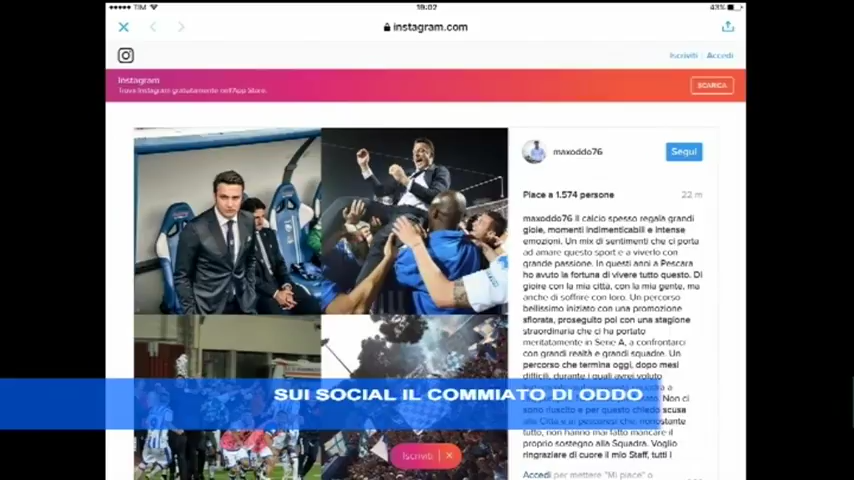 TIM
19:02
43%
instagram.com
Iscriviti | Accedi
Instagram
Trova Instagram gratuitamente nell'App Store.
SCARICA
maxoddo76
Segui
Piace a 1.574 persone
22 m
maxoddo76 Il calcio spesso regala grandi
gioie, momenti indimenticabili e intense
emozioni. Un mix di sentimenti che ci porta
ad amare questo sport e a viverlo con
grande passione. In questi anni a Pescara
ho avuto la fortuna di vivere tutto questo. Di
gioire con la mia città, con la mia gente, ma
anche di soffrire con loro. Un percorso
bellissimo iniziato con una promozione
sfiorata, proseguito poi con una stagione
straordinaria che ci ha portato
meritatamente in Serie A, a confrontarci
con grandi realtà e grandi squadre. Un
percorso che termina oggi, dopo mesi
difficili, durante i quali avrei voluto
SUI SOCIAL IL COMMIATO DI ODDO
Non ci
sono riuscito e per questo chiedo scusa
alla Città e ai pescaresi che, nonostante
tutto, non hanno mai fatto mancare il
proprio sostegno alla Squadra. Voglio
ringraziare di cuore il mio Staff, tutti i
Iscriviti | ×
Accedi per mettere "Mi piace" o